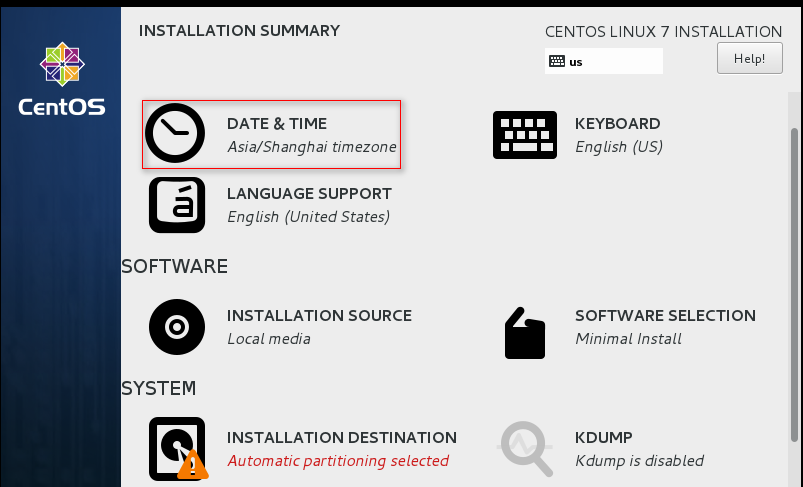 INSTALLATION SUMMARY
CENTOS LINUX 7 INSTALLATION
us
Help!
CentOS
DATE & TIME
Asia/Shanghai timezone
KEYBOARD
English (US)
LANGUAGE SUPPORT
English (United States)
SOFTWARE
INSTALLATION SOURCE
Local media
SOFTWARE SELECTION
Minimal Install
SYSTEM
INSTALLATION DESTINATION
Automatic partitioning selected
KDUMP
Kdump is disabled